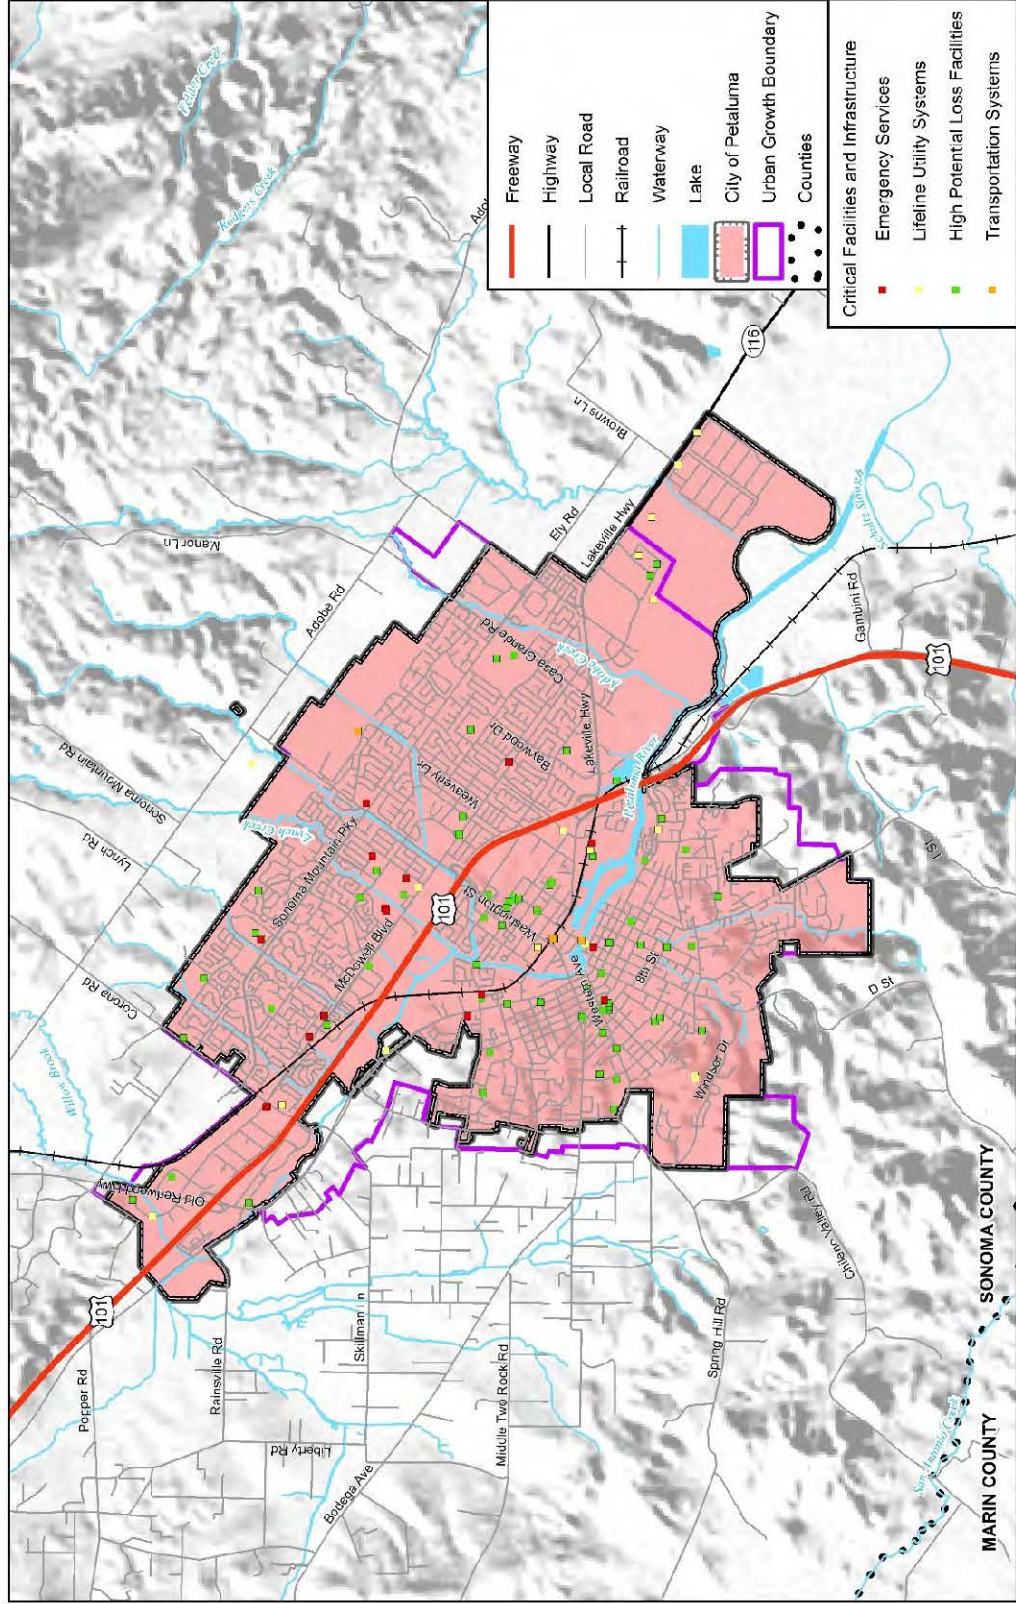 Freeway
Highway
Local Road
Railroad
Waterway
Lake
City of Petaluma
Urban Growth Boundary
Counties
Critical Facilities and Infrastructure
Emergency Services
Lifeline Utility Systems
High Potential Loss Facilities
Transportation Systems
Felder Creek
Rodgers Creek
Manor Ln
Adobe Rd
Sonoma Mountain Rd
Lynch Rd
Corona Rd
Willow Brook
Old Redwood Hwy
101
Pepper Rd
Rainsville Rd
Liberty Rd
Skillman Ln
Bodega Ave
Middle Two Rock Rd
Spring Hill Rd
Chileno Valley Rd
San Antonio Creek
MARIN COUNTY
SONOMA COUNTY
Lynch Creek
Sonoma Mountain Pky
McDowell Blvd
101
Washington St
Weaverly Dr
Baywood Dr
Casa Grande Rd
Adobe Creek
Lakeville Hwy
Lakeville Hwy
Ely Rd
Browns Ln
116
Petaluma River
Western Ave
8th St
Windsor Dr
D St
I St
Gambini Rd
101
Schultz Slough